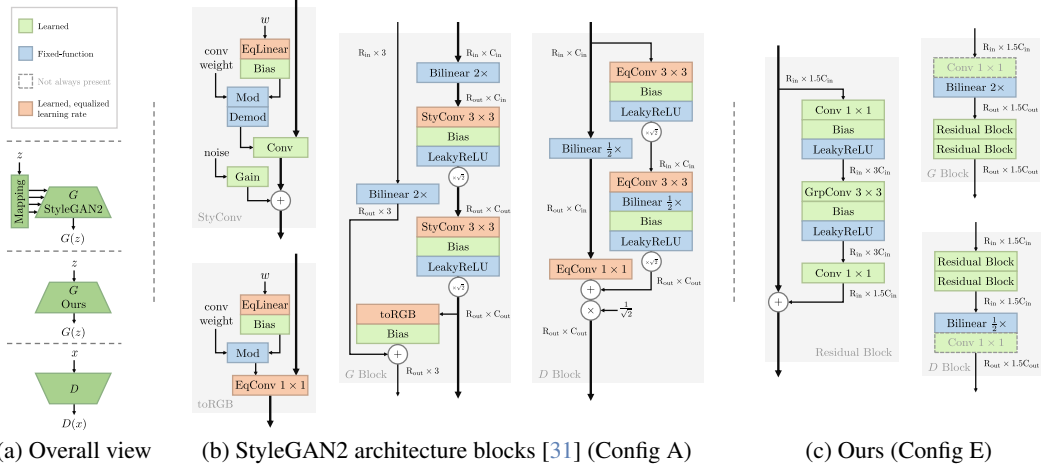 Learned
Fixed-function
Not always present
Learned, equalized
learning rate
z
Mapping
G
StyleGAN2
G(z)
z
G
Ours
G(z)
x
D
D(x)
(a) Overall view
w
EqLinear
Bias
conv
weight
Mod
Demod
Conv
noise
Gain
+
StyConv
w
EqLinear
Bias
conv
weight
Mod
EqConv 1 × 1
toRGB
R_in × 3
R_in × C_in
Bilinear 2×
R_out × C_in
StyConv 3 × 3
Bias
LeakyReLU
×√2
Bilinear 2×
R_out × 3
R_out × C_out
StyConv 3 × 3
Bias
LeakyReLU
×√2
toRGB
Bias
R_out × C_out
+
G Block
R_out × 3
R_in × C_in
EqConv 3 × 3
Bias
LeakyReLU
×√2
Bilinear 1/2×
R_in × C_in
EqConv 3 × 3
Bilinear 1/2×
Bias
LeakyReLU
×√2
R_out × C_in
EqConv 1 × 1
R_out × C_out
+
×
1/√2
R_out × C_out
D Block
(b) StyleGAN2 architecture blocks [31] (Config A)
R_in × 1.5C_in
Conv 1 × 1
Bias
LeakyReLU
R_in × 3C_in
GrpConv 3 × 3
Bias
LeakyReLU
R_in × 3C_in
Conv 1 × 1
R_in × 1.5C_in
+
Residual Block
R_in × 1.5C_in
Conv 1 × 1
Bilinear 2×
R_out × 1.5C_out
Residual Block
Residual Block
G Block
R_out × 1.5C_out
R_in × 1.5C_in
Residual Block
Residual Block
R_in × 1.5C_in
Bilinear 1/2×
Conv 1 × 1
D Block
R_out × 1.5C_out
(c) Ours (Config E)